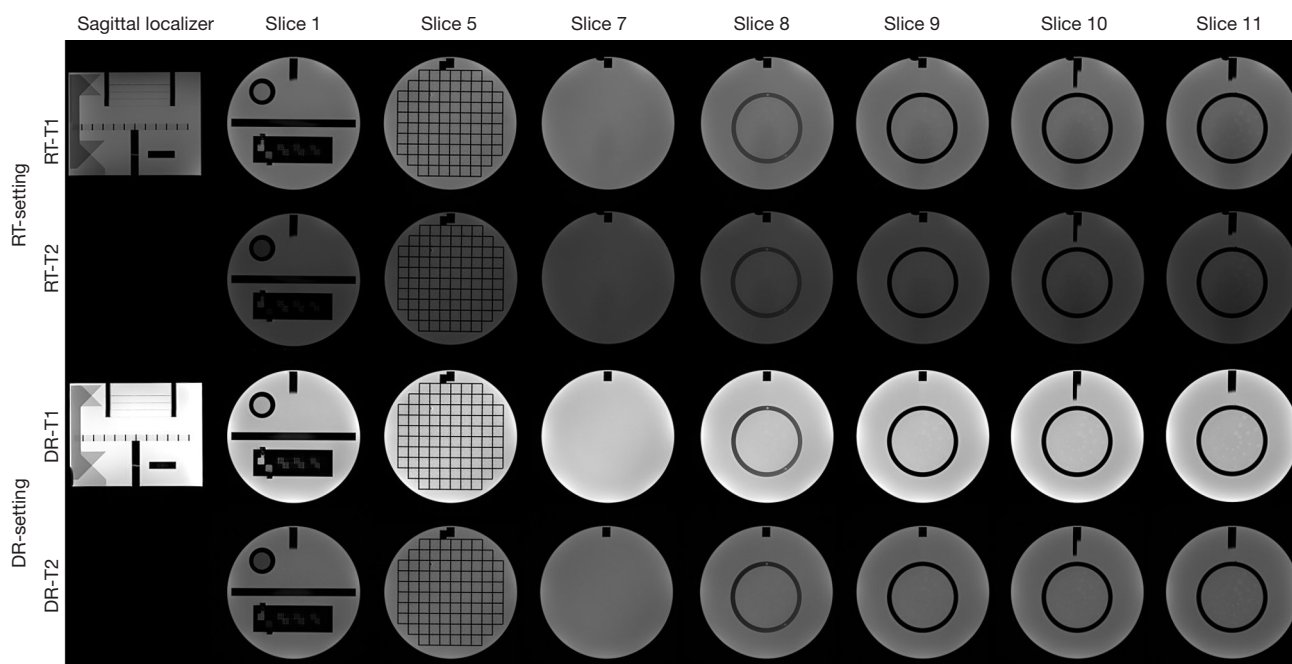 Sagittal localizer Slice 1 Slice 5 Slice 7 Slice 8 Slice 9 Slice 10 Slice 11
RT-setting
RT-T1
RT-T2
DR-setting
DR-T1
DR-T2